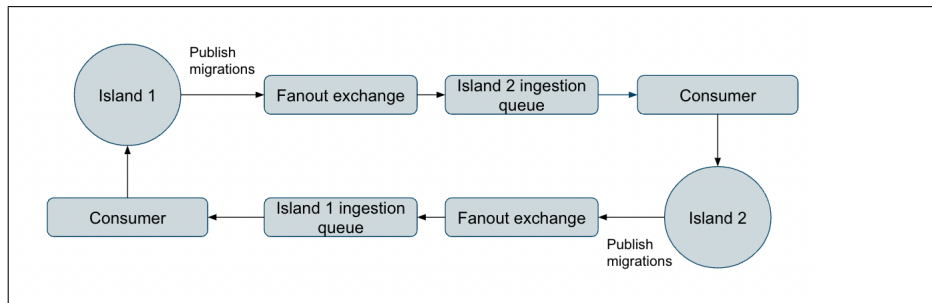 Publish
migrations
Island 1
Fanout exchange
Island 2 ingestion
queue
Consumer
Consumer
Island 1 ingestion
queue
Fanout exchange
Island 2
Publish
migrations